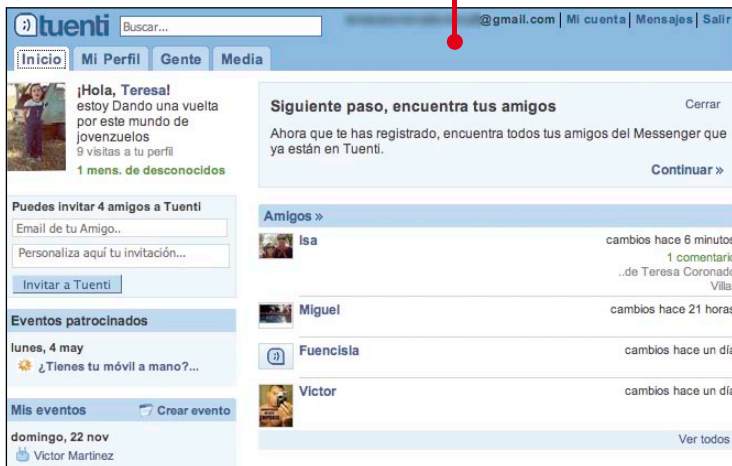 tuenti
Buscar...
@gmail.com | Mi cuenta | Mensajes | Salir
Inicio
Mi Perfil
Gente
Media
¡Hola, Teresa!
estoy Dando una vuelta
por este mundo de
jovenzuelos
9 visitas a tu perfil
1 mens. de desconocidos
Siguiente paso, encuentra tus amigos
Cerrar
Ahora que te has registrado, encuentra todos tus amigos del Messenger que
ya están en Tuenti.
Continuar »
Puedes invitar 4 amigos a Tuenti
Email de tu Amigo..
Personaliza aquí tu invitación...
Invitar a Tuenti
Eventos patrocinados
lunes, 4 may
¿Tienes tu móvil a mano?...
Mis eventos
Crear evento
domingo, 22 nov
Victor Martinez
Amigos »
Isa
cambios hace 6 minutos
1 comentario
..de Teresa Coronado
Villa
Miguel
cambios hace 21 horas
Fuencisla
cambios hace un día
Victor
cambios hace un día
Ver todos